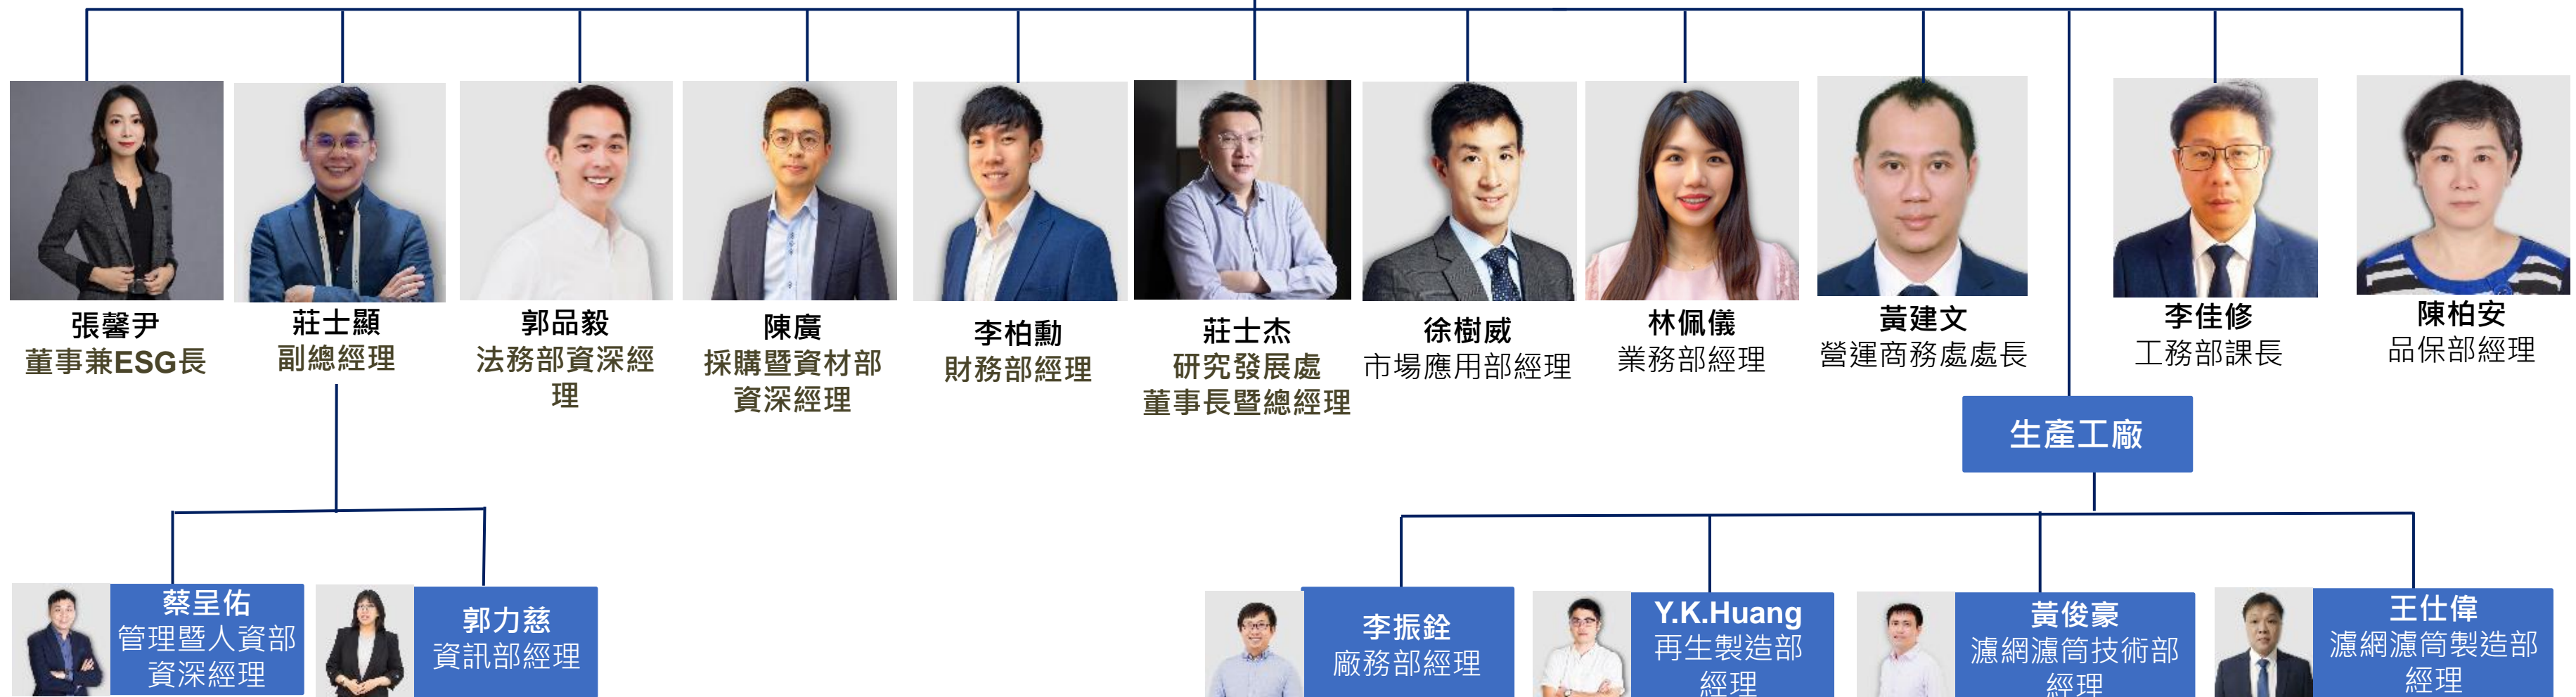 張馨尹
董事兼ESG長
莊士顯
副總經理
郭品毅
法務部資深經
理
陳廣
採購暨資材部
資深經理
李柏勳
財務部經理
莊士杰
研究發展處
董事長暨總經理
徐樹威
市場應用部經理
林佩儀
業務部經理
黃建文
營運商務處處長
李佳修
工務部課長
陳柏安
品保部經理
生產工廠
蔡呈佑
管理暨人資部
資深經理
郭力慈
資訊部經理
李振銓
廠務部經理
Y.K.Huang
再生製造部
經理
黃俊豪
濾網濾筒技術部
經理
王仕偉
濾網濾筒製造部
經理